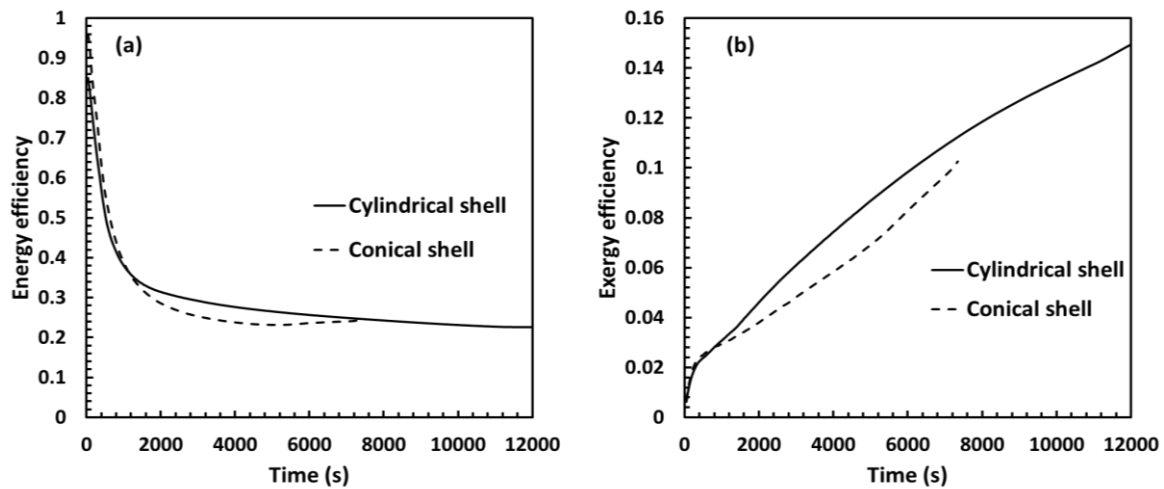 (a)
Energy efficiency
1
0.9
0.8
0.7
0.6
0.5
0.4
0.3
0.2
0.1
0
Cylindrical shell
Conical shell
0 2000 4000 6000 8000 10000 12000
Time (s)
(b)
Exergy efficiency
0.16
0.14
0.12
0.1
0.08
0.06
0.04
0.02
0
Cylindrical shell
Conical shell
0 2000 4000 6000 8000 10000 12000
Time (s)